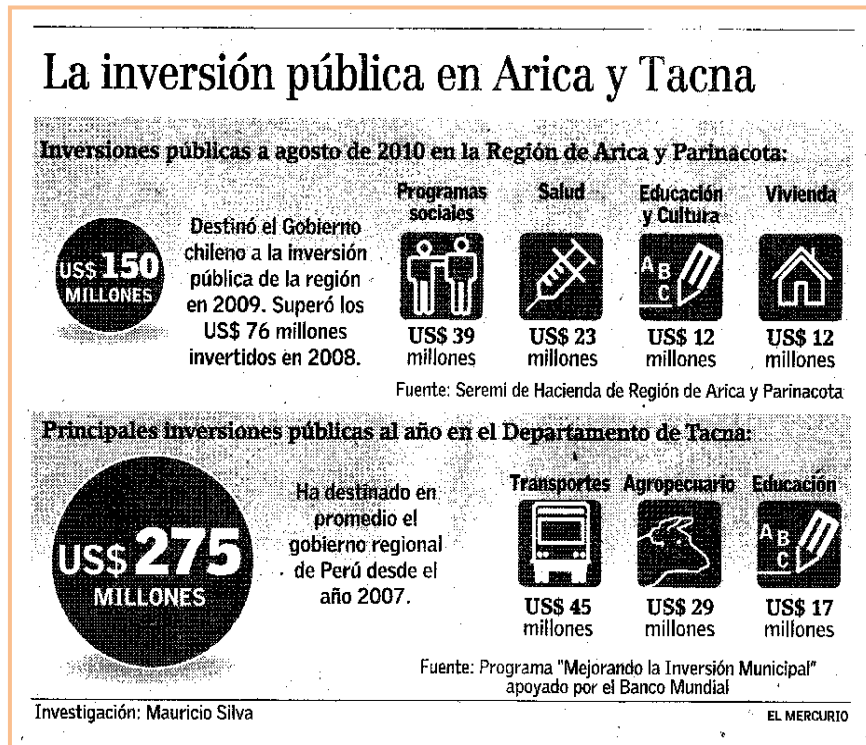 La inversión pública en Arica y Tacna
Inversiones públicas a agosto de 2010 en la Región de Arica y Parinacota:
US$ 150
MILLONES
Destinó el Gobierno
chileno a la inversión
pública de la región
en 2009. Superó los
US$ 76 millones
invertidos en 2008.
Programas
sociales
US$ 39
millones
Salud
US$ 23
millones
Educación
y Cultura
A B C
US$ 12
millones
Vivienda
US$ 12
millones
Fuente: Seremi de Hacienda de Región de Arica y Parinacota
Principales inversiones públicas al año en el Departamento de Tacna:
US$ 275
MILLONES
Ha destinado en
promedio el
gobierno regional
de Perú desde el
año 2007.
Transportes
US$ 45
millones
Agropecuario
US$ 29
millones
Educación
A B C
US$ 17
millones
Fuente: Programa "Mejorando la Inversión Municipal"
apoyado por el Banco Mundial
Investigación: Mauricio Silva
EL MERCURIO